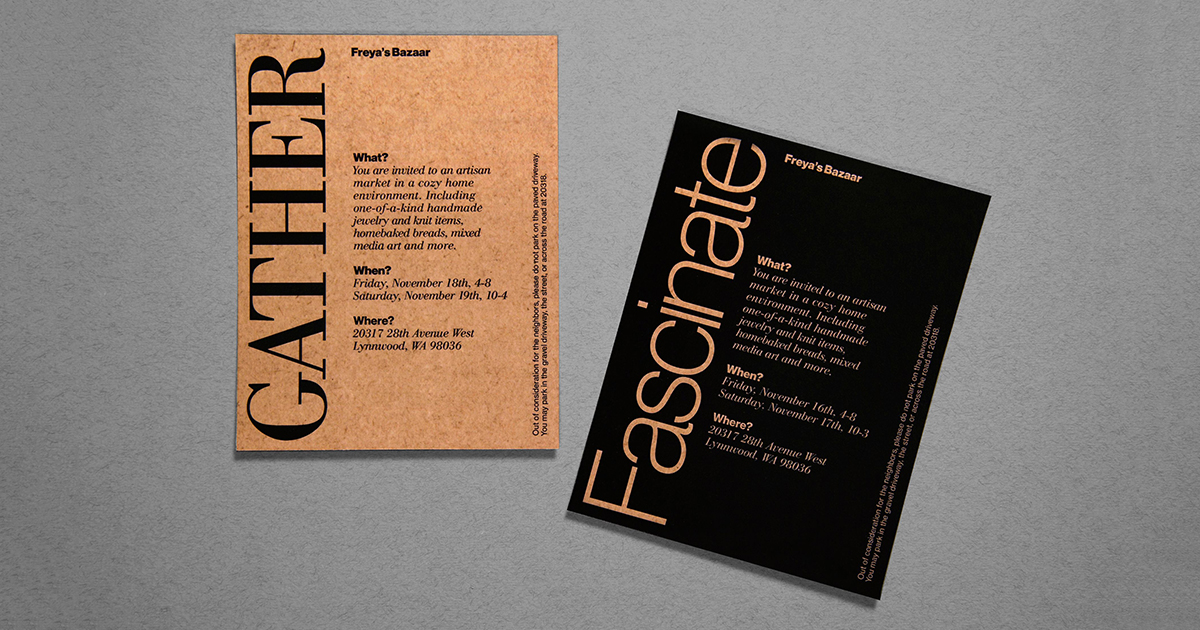 GATHER
Freya's Bazaar
What?
You are invited to an artisan
market in a cozy home
environment. Including
one-of-a-kind handmade
jewelry and knit items,
homebaked breads, mixed
media art and more.
When?
Friday, November 18th, 4-8
Saturday, November 19th, 10-4
Where?
20317 28th Avenue West
Lynnwood, WA 98036
Out of consideration for the neighbors, please do not park on the paved driveway.
You may park in the gravel driveway, the street, or across the road at 20318.
Fascinate
Freya's Bazaar
What?
You are invited to an artisan
market in a cozy home
environment. Including
one-of-a-kind handmade
jewelry and knit items,
homebaked breads, mixed
media art and more.
When?
Friday, November 16th, 4-8
Saturday, November 17th, 10-3
Where?
20317 28th Avenue West
Lynnwood, WA 98036
Out of consideration for the neighbors, please do not park on the paved driveway.
You may park in the gravel driveway, the street, or across the road at 20318.